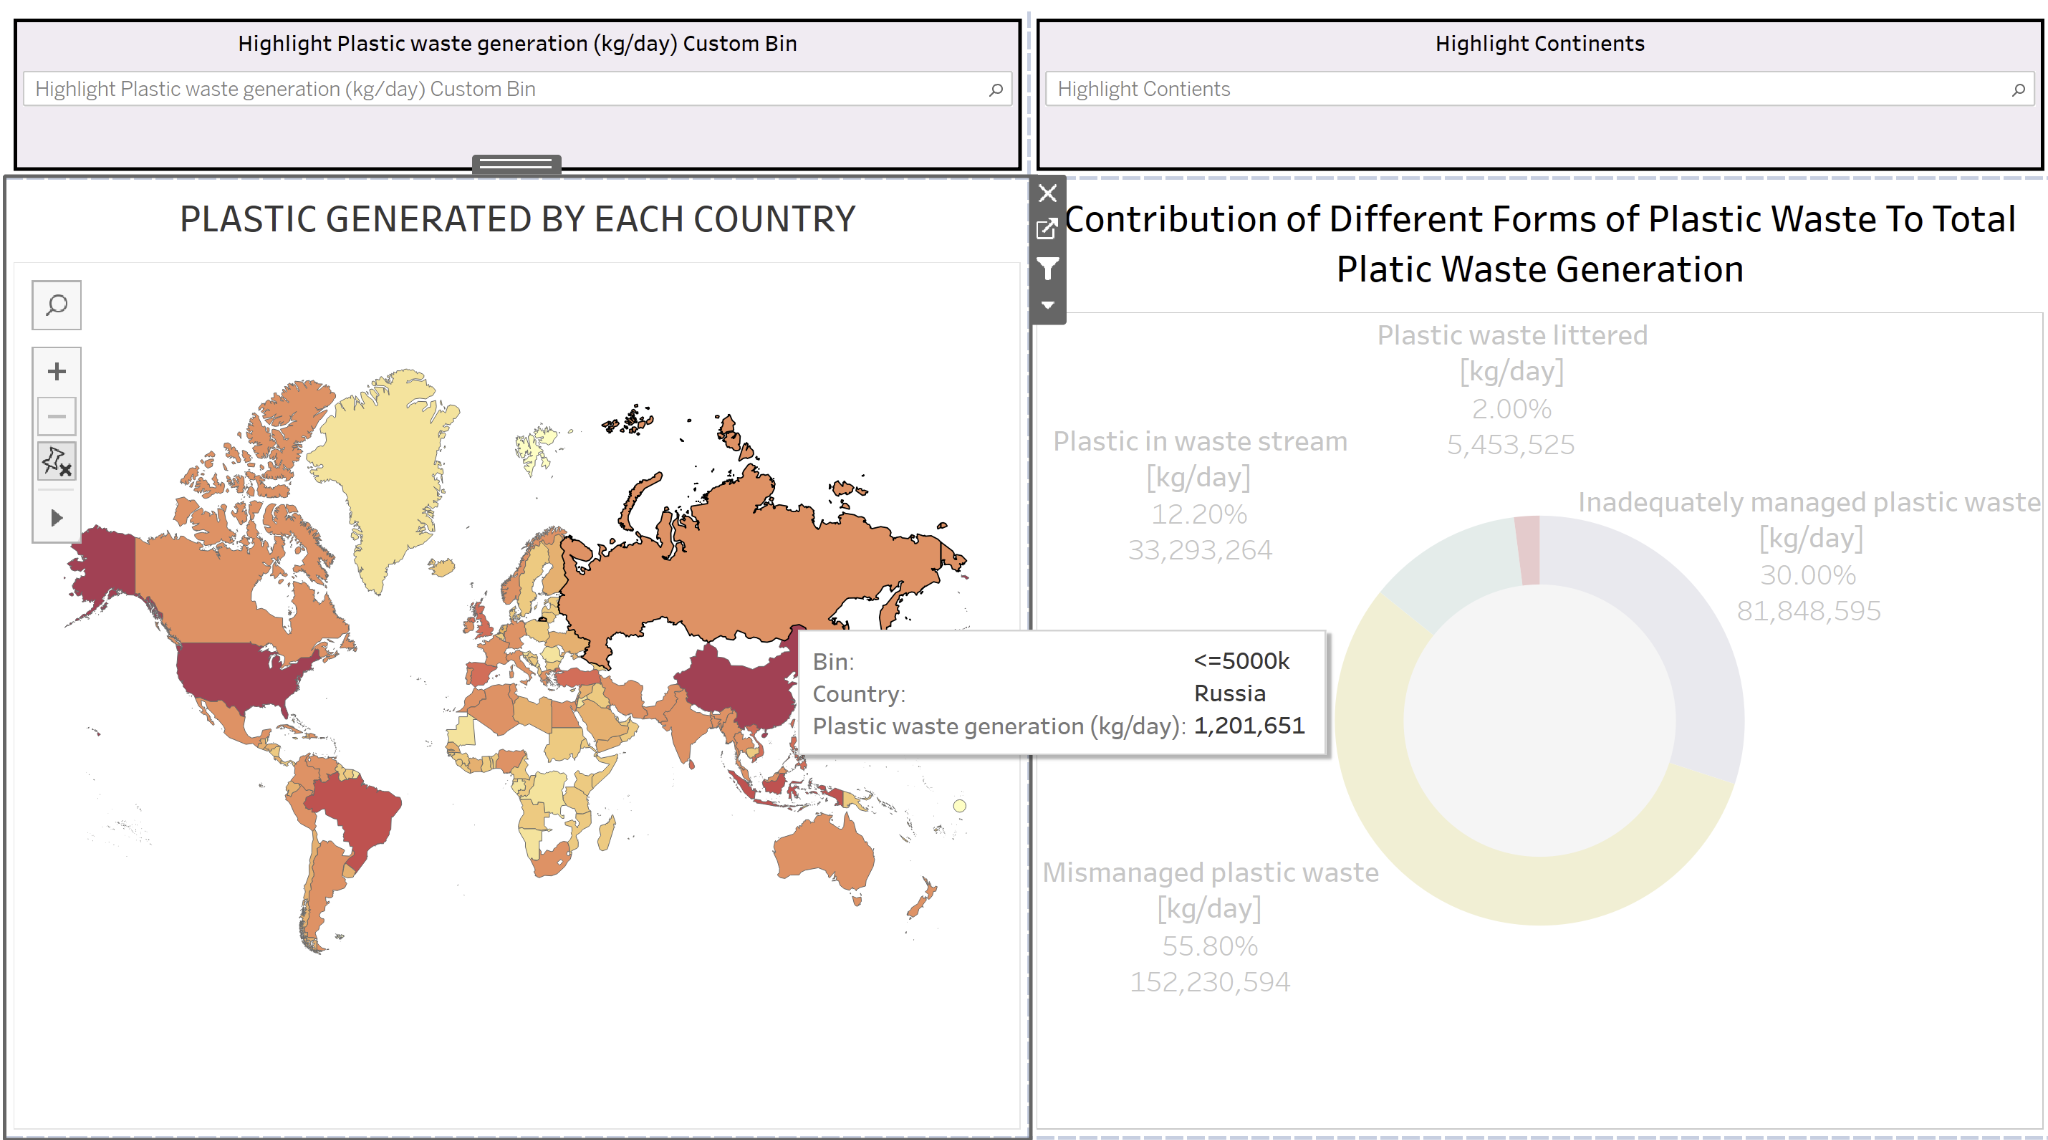 Highlight Plastic waste generation (kg/day) Custom Bin
Highlight Plastic waste generation (kg/day) Custom Bin
Highlight Continents
Highlight Contients
PLASTIC GENERATED BY EACH COUNTRY
Bin: <=5000k
Country: Russia
Plastic waste generation (kg/day): 1,201,651
Contribution of Different Forms of Plastic Waste To Total
Platic Waste Generation
Plastic waste littered
[kg/day]
2.00%
5,453,525
Plastic in waste stream
[kg/day]
12.20%
33,293,264
Inadequately managed plastic waste
[kg/day]
30.00%
81,848,595
Mismanaged plastic waste
[kg/day]
55.80%
152,230,594